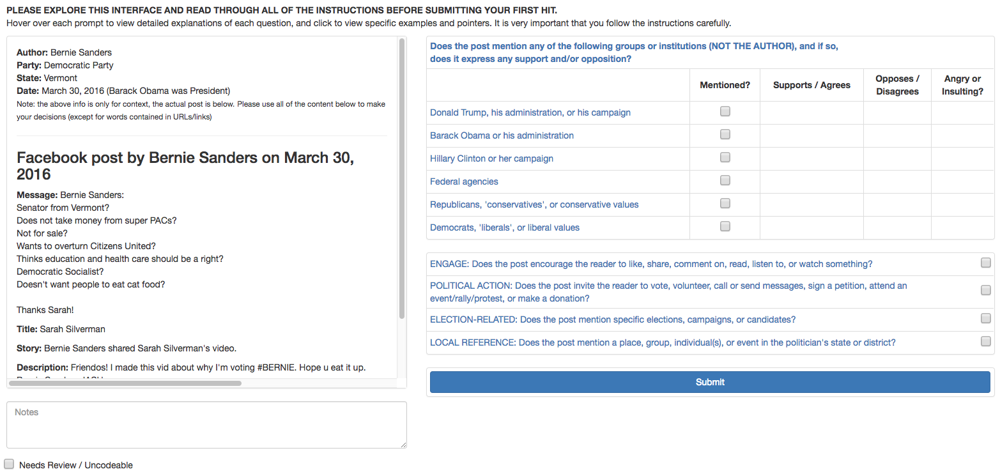 PLEASE EXPLORE THIS INTERFACE AND READ THROUGH ALL OF THE INSTRUCTIONS BEFORE SUBMITTING YOUR FIRST HIT.
Hover over each prompt to view detailed explanations of each question, and click to view specific examples and pointers. It is very important that you follow the instructions carefully.
Author: Bernie Sanders
Party: Democratic Party
State: Vermont
Date: March 30, 2016 (Barack Obama was President)
Note: the above info is only for context, the actual post is below. Please use all of the content below to make
your decisions (except for words contained in URLs/links)
Facebook post by Bernie Sanders on March 30,
2016
Message: Bernie Sanders:
Senator from Vermont?
Does not take money from super PACs?
Not for sale?
Wants to overturn Citizens United?
Thinks education and health care should be a right?
Democratic Socialist?
Doesn't want people to eat cat food?
Thanks Sarah!
Title: Sarah Silverman
Story: Bernie Sanders shared Sarah Silverman's video.
Description: Friendos! I made this vid about why I'm voting #BERNIE. Hope u eat it up.
Notes
Needs Review / Uncodeable
Does the post mention any of the following groups or institutions (NOT THE AUTHOR), and if so,
does it express any support and/or opposition?
Mentioned?
Supports / Agrees
Opposes /
Disagrees
Angry or
Insulting?
Donald Trump, his administration, or his campaign
Barack Obama or his administration
Hillary Clinton or her campaign
Federal agencies
Republicans, 'conservatives', or conservative values
Democrats, 'liberals', or liberal values
ENGAGE: Does the post encourage the reader to like, share, comment on, read, listen to, or watch something?
POLITICAL ACTION: Does the post invite the reader to vote, volunteer, call or send messages, sign a petition, attend an
event/rally/protest, or make a donation?
ELECTION-RELATED: Does the post mention specific elections, campaigns, or candidates?
LOCAL REFERENCE: Does the post mention a place, group, individual(s), or event in the politician's state or district?
Submit